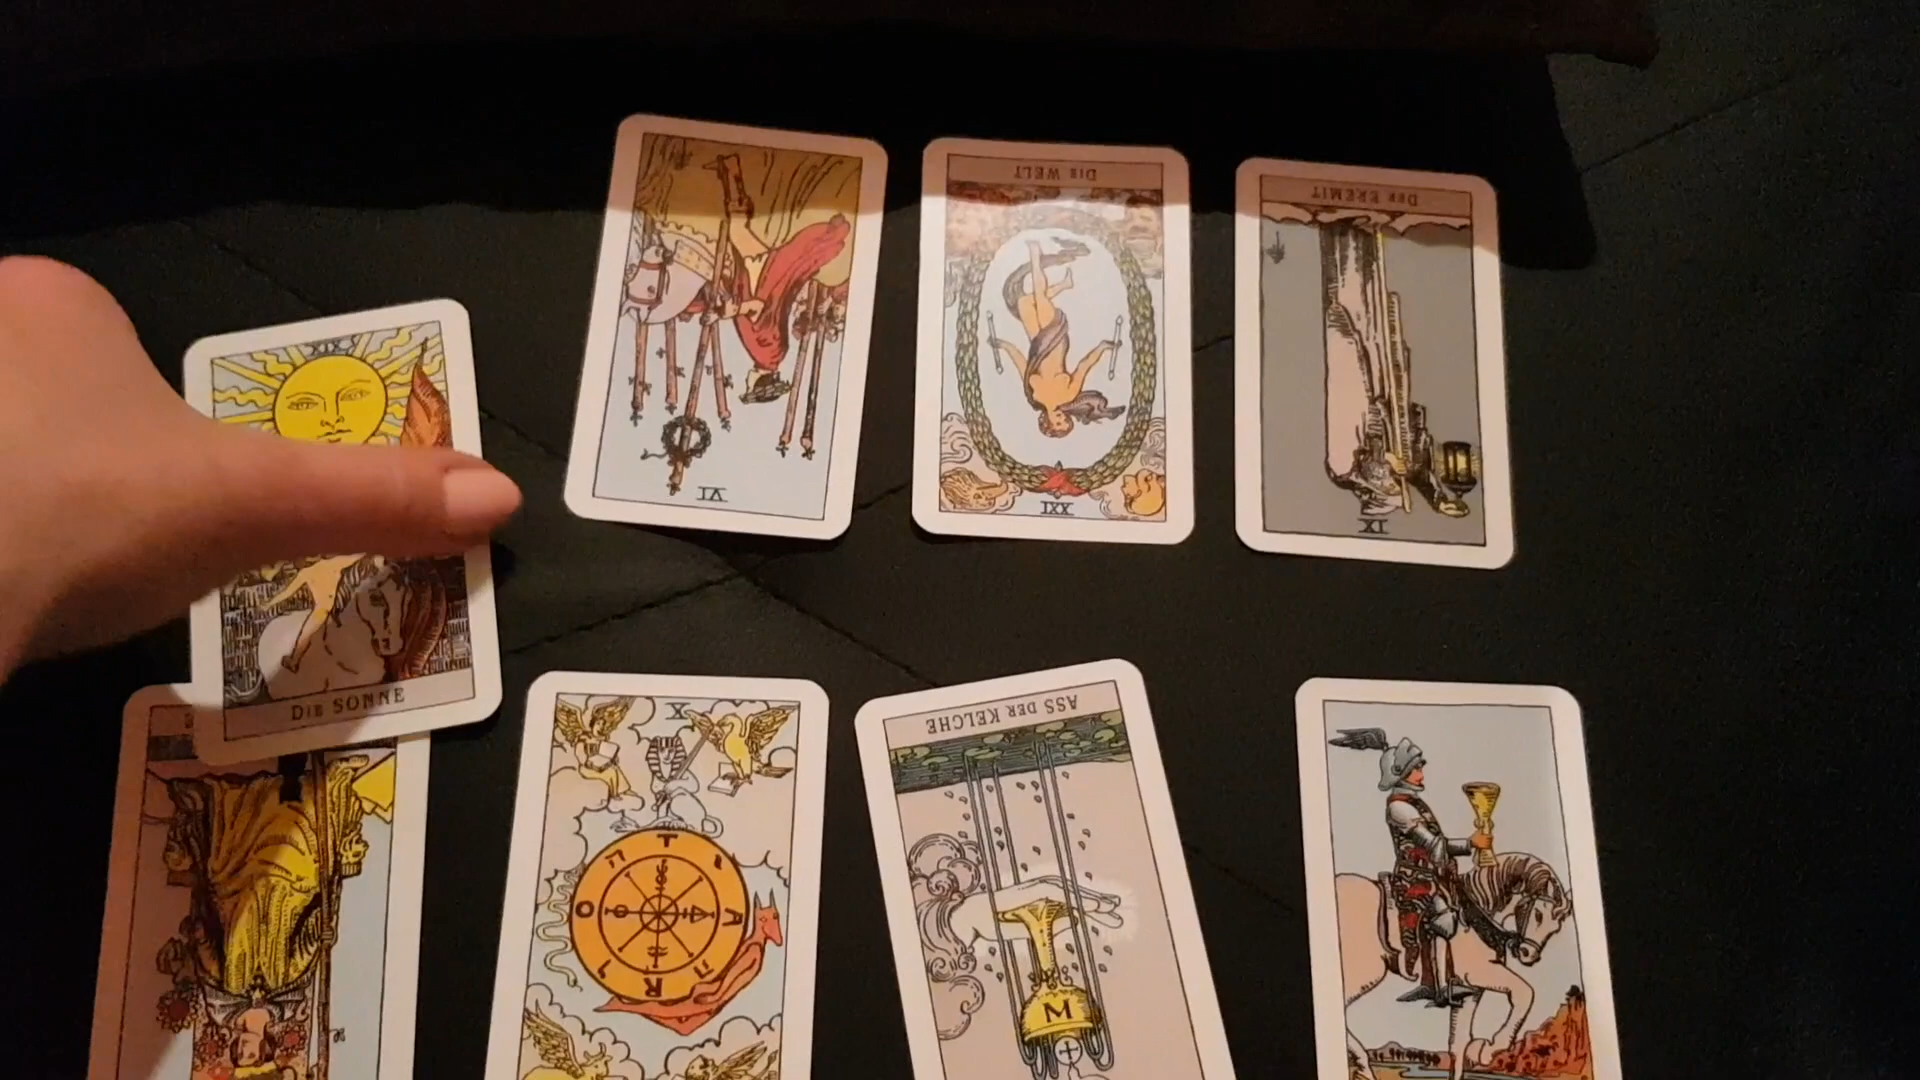 XIX
DIE SONNE
VI
DIE WELT
XXI
DER EREMIT
IX
X
T
A
R
O
ASS DER KELCHE
M